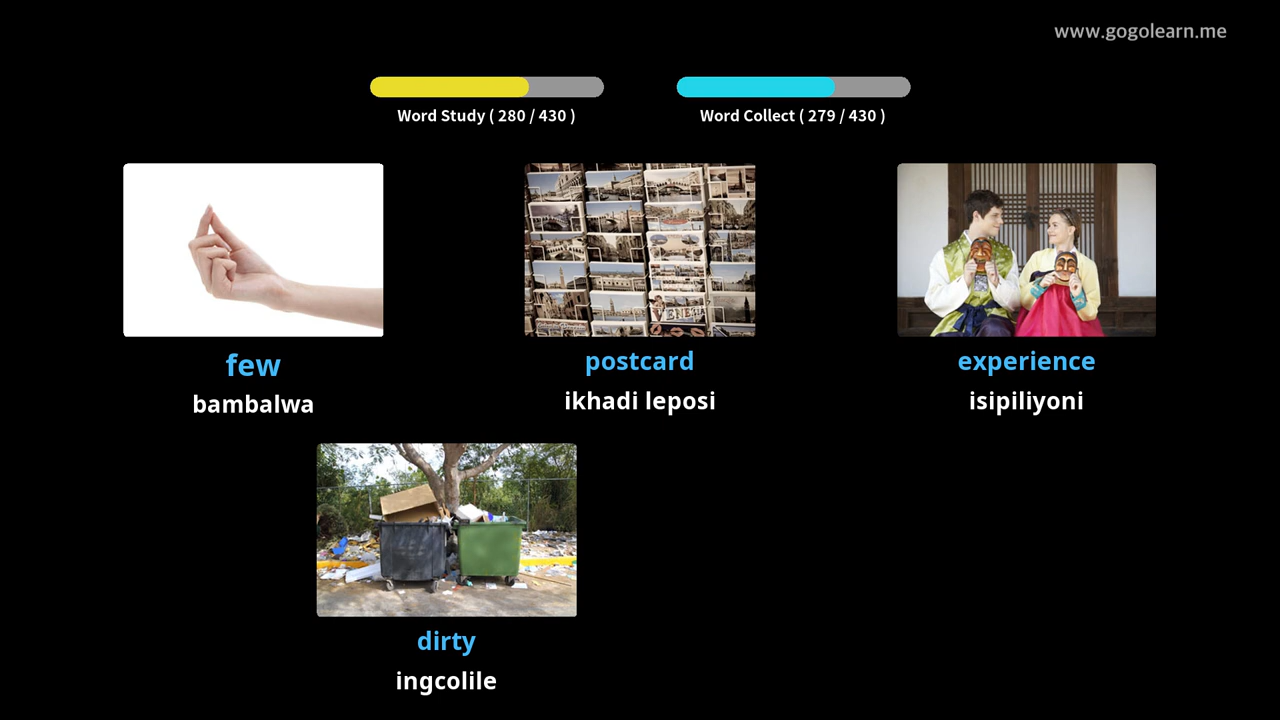 www.gogolearn.me
Word Study ( 280 / 430 )
Word Collect ( 279 / 430 )
VENEZIA
few
postcard
experience
bambalwa
ikhadi leposi
isipiliyoni
dirty
ingcolile